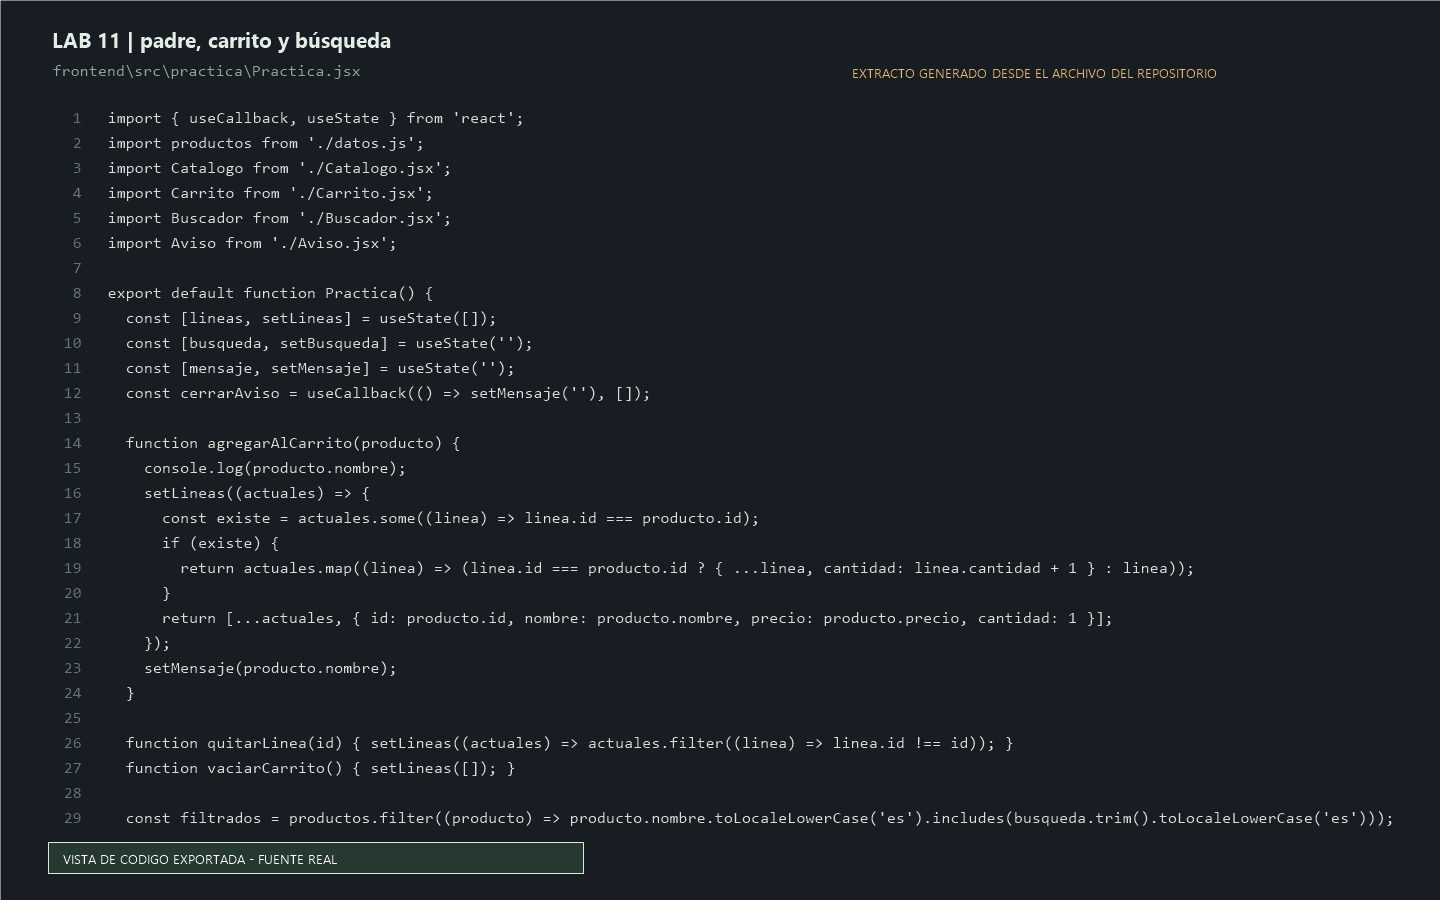 LAB 11 | padre, carrito y búsqueda
frontend\src\practica\Practica.jsx
EXTRACTO GENERADO DESDE EL ARCHIVO DEL REPOSITORIO
1 import { useCallback, useState } from 'react';
2 import productos from './datos.js';
3 import Catalogo from './Catalogo.jsx';
4 import Carrito from './Carrito.jsx';
5 import Buscador from './Buscador.jsx';
6 import Aviso from './Aviso.jsx';
7
8 export default function Practica() {
9   const [lineas, setLineas] = useState([]);
10   const [busqueda, setBusqueda] = useState('');
11   const [mensaje, setMensaje] = useState('');
12   const cerrarAviso = useCallback(() => setMensaje(''), []);
13
14   function agregarAlCarrito(producto) {
15     console.log(producto.nombre);
16     setLineas((actuales) => {
17       const existe = actuales.some((linea) => linea.id === producto.id);
18       if (existe) {
19         return actuales.map((linea) => (linea.id === producto.id ? { ...linea, cantidad: linea.cantidad + 1 } : linea));
20       }
21       return [...actuales, { id: producto.id, nombre: producto.nombre, precio: producto.precio, cantidad: 1 }];
22     });
23     setMensaje(producto.nombre);
24   }
25
26   function quitarLinea(id) { setLineas((actuales) => actuales.filter((linea) => linea.id !== id)); }
27   function vaciarCarrito() { setLineas([]); }
28
29   const filtrados = productos.filter((producto) => producto.nombre.toLocaleLowerCase('es').includes(busqueda.trim().toLocaleLowerCase('es')));
VISTA DE CODIGO EXPORTADA - FUENTE REAL